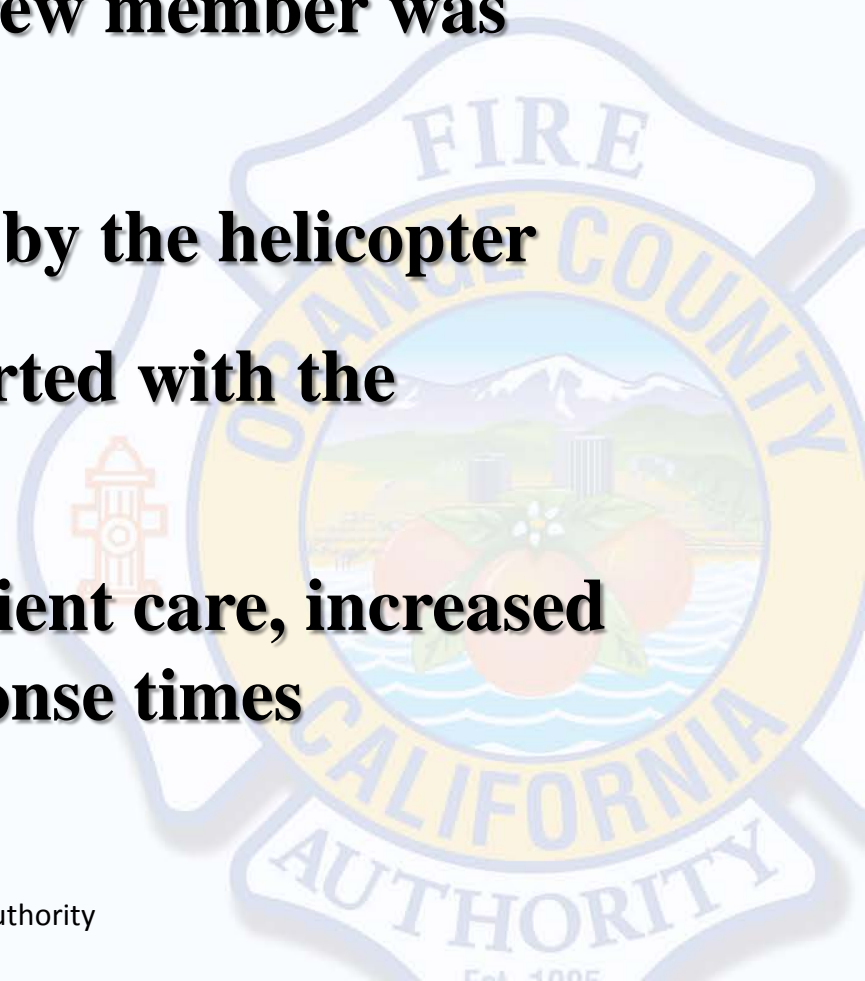 ew member was
FIRE
by the helicopter
ORANGE COUNTY
rted with the
ient care, increased
onse times
CALIFORNIA
AUTHORITY
uthority